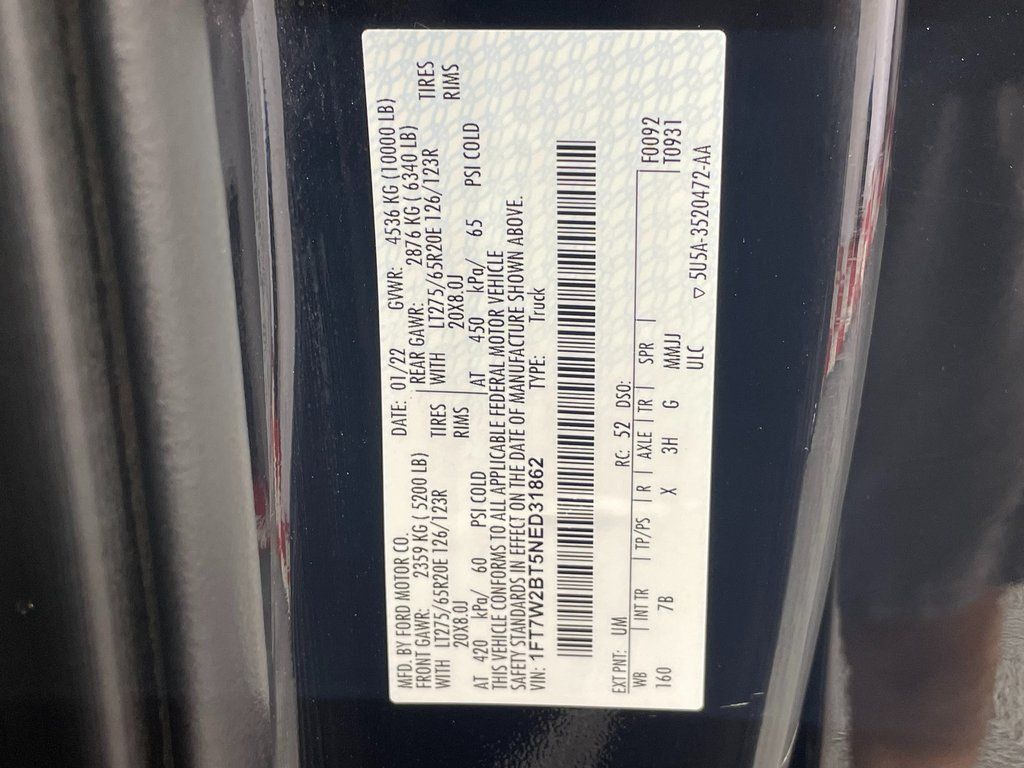 MFD. BY FORD MOTOR CO. DATE: 01/22 GVWR: 4536 KG (10000 LB)
FRONT GAWR: 2359 KG ( 5200 LB) REAR GAWR: 2876 KG ( 6340 LB)
WITH LT275/65R20E 126/123R TIRES WITH LT275/65R20E 126/123R TIRES
20X8.0J RIMS 20X8.0J RIMS
AT 420 kPa/ 60 PSI COLD AT 450 kPa/ 65 PSI COLD
THIS VEHICLE CONFORMS TO ALL APPLICABLE FEDERAL MOTOR VEHICLE
SAFETY STANDARDS IN EFFECT ON THE DATE OF MANUFACTURE SHOWN ABOVE.
VIN: 1FT7W2BT5NED31862 TYPE: Truck
EXT PNT: UM RC: 52 DSO:
WB INT TR TP/PS R AXLE TR SPR F0092
160 7B X 3H G MMJJ T0931
ULC ▽ 5U5A-3520472-AA